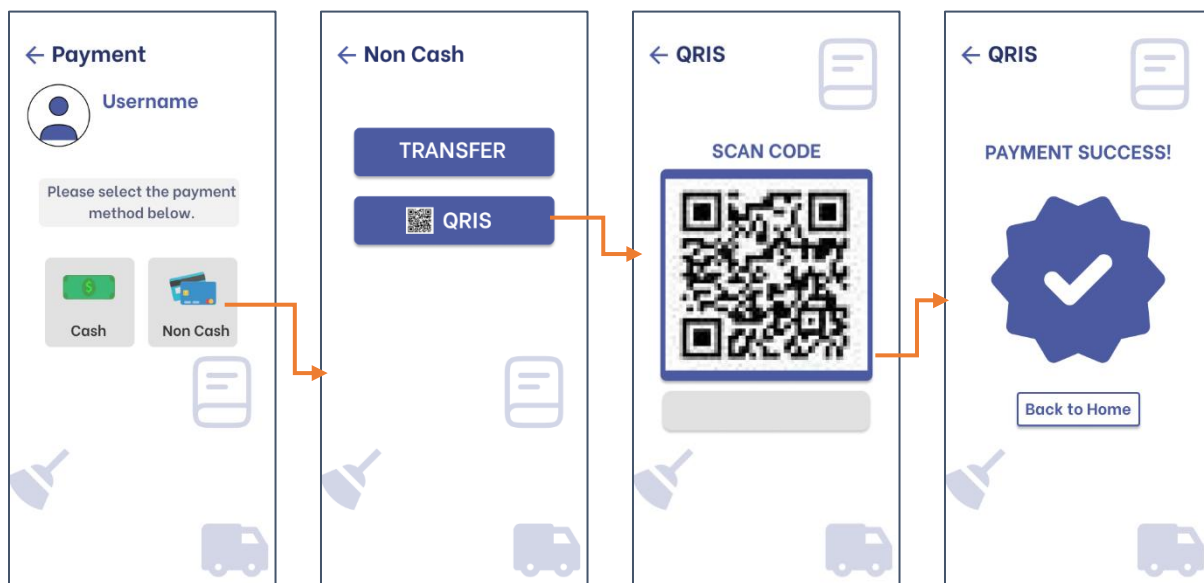 ← Payment
Username
Please select the payment
method below.
$
Cash
Non Cash
← Non Cash
TRANSFER
QRIS
← QRIS
SCAN CODE
← QRIS
PAYMENT SUCCESS!
Back to Home